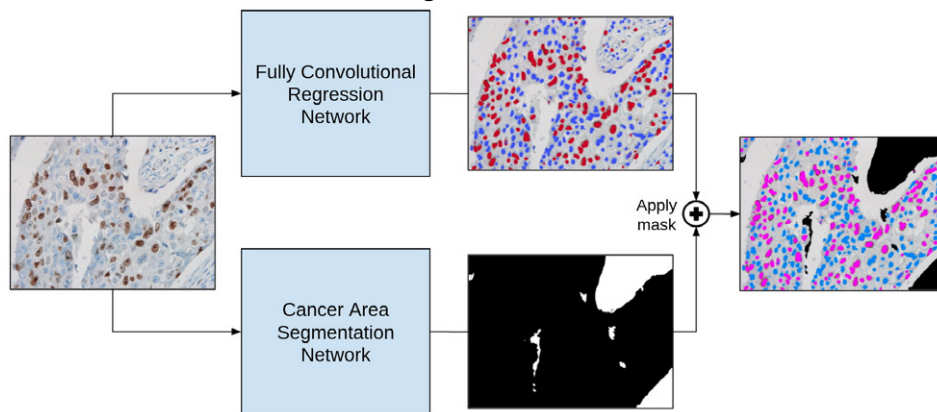 Fully Convolutional
Regression
Network
Apply
mask
Cancer Area
Segmentation
Network